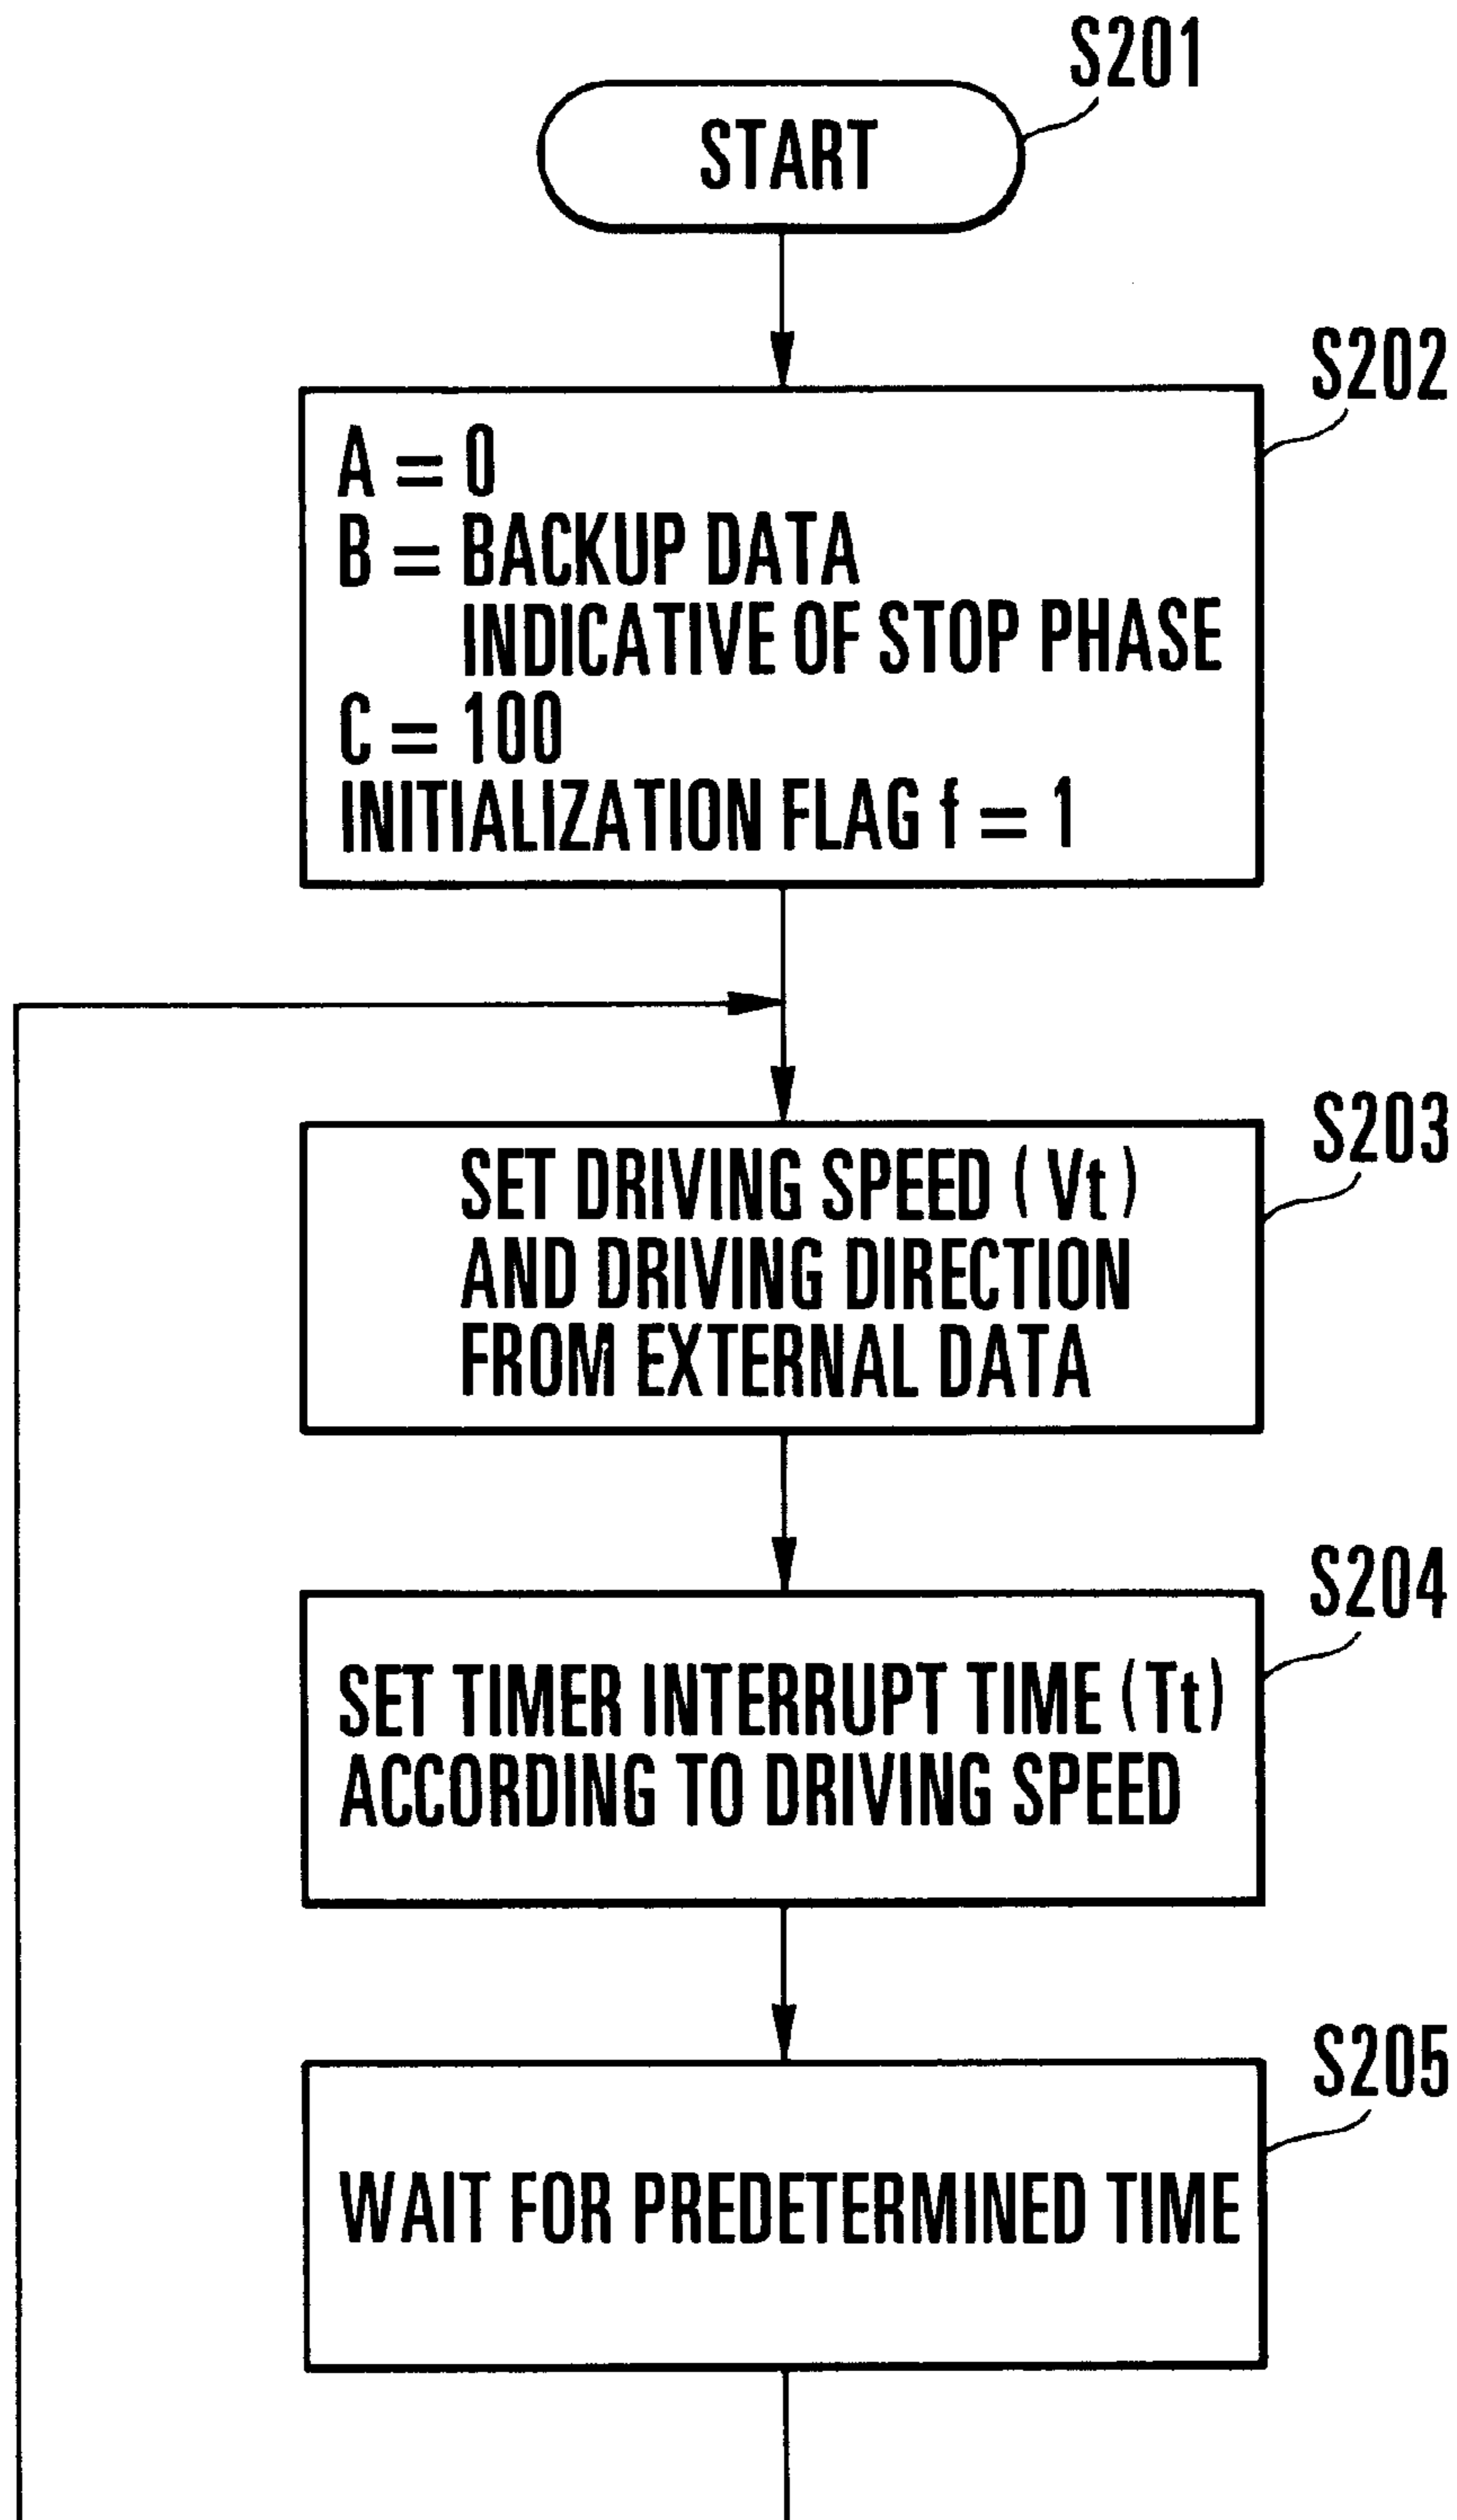 S201
START
S202
A = 0
B = BACKUP DATA
INDICATIVE OF STOP PHASE
C = 100
INITIALIZATION FLAG f = 1
S203
SET DRIVING SPEED (Vt)
AND DRIVING DIRECTION
FROM EXTERNAL DATA
S204
SET TIMER INTERRUPT TIME (Tt)
ACCORDING TO DRIVING SPEED
S205
WAIT FOR PREDETERMINED TIME